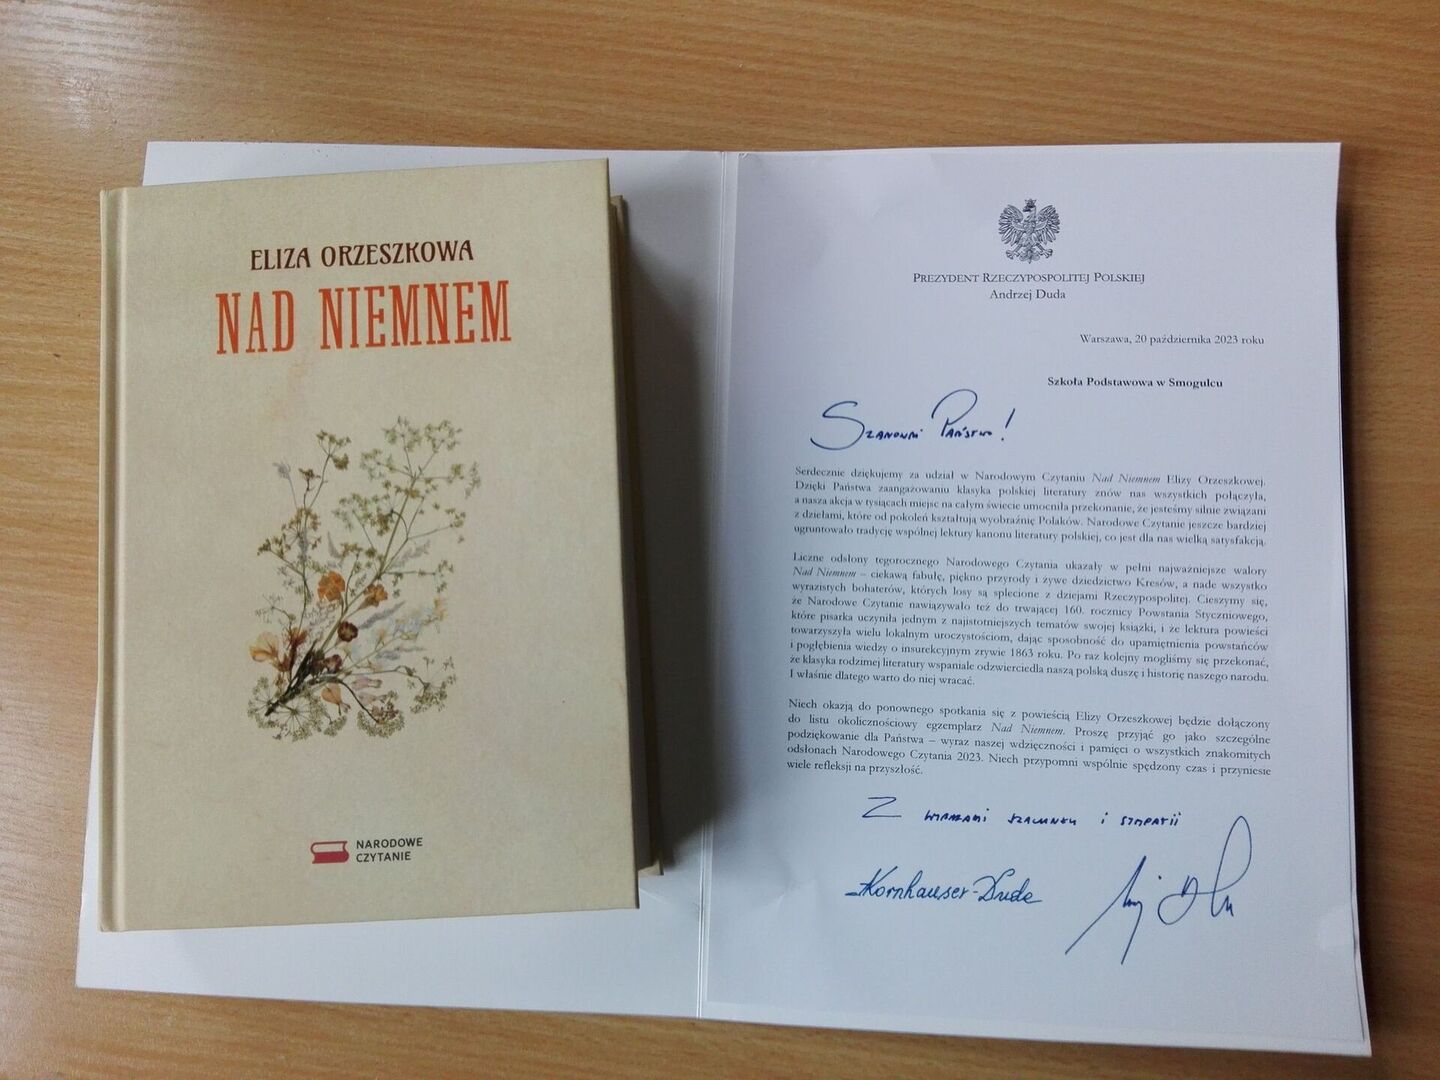 ELIZA ORZESZKOWA
NAD NIEMNEM
NARODOWE
CZYTANIE
PREZYDENT RZECZYPOSPOLITEJ POLSKIEJ
Andrzej Duda
Warszawa, 20 października 2023 roku
Szkoła Podstawowa w Smogulcu
Szanowni Państwo!
Serdecznie dziękujemy za udział w Narodowym Czytaniu Nad Niemnem Elizy Orzeszkowej.
Dzięki Państwa zaangażowaniu klasyka polskiej literatury znów nas wszystkich połączyła,
a nasza akcja w tysiącach miejsc na całym świecie umocniła przekonanie, że jesteśmy silnie związani
z dziełami, które od pokoleń kształtują wyobraźnię Polaków. Narodowe Czytanie jeszcze bardziej
ugruntowało tradycję wspólnej lektury kanonu literatury polskiej, co jest dla nas wielką satysfakcją.
Liczne odsłony tegorocznego Narodowego Czytania ukazały w pełni najważniejsze walory
Nad Niemnem – ciekawą fabułę, piękno przyrody i żywe dziedzictwo Kresów, a nade wszystko
wyrazistych bohaterów, których losy są splecione z dziejami Rzeczypospolitej. Cieszymy się,
że Narodowe Czytanie nawiązywało też do trwającej 160. rocznicy Powstania Styczniowego,
które pisarka uczyniła jednym z najistotniejszych tematów swojej książki, i że lektura powieści
towarzyszyła wielu lokalnym uroczystościom, dając sposobność do upamiętnienia powstańców
i pogłębienia wiedzy o insurekcyjnym zrywie 1863 roku. Po raz kolejny mogliśmy się przekonać,
że klasyka rodzimej literatury wspaniale odzwierciedla naszą polską duszę i historię naszego narodu.
I właśnie dlatego warto do niej wracać.
Niech okazją do ponownego spotkania się z powieścią Elizy Orzeszkowej będzie dołączony
do listu okolicznościowy egzemplarz Nad Niemnem. Proszę przyjąć go jako szczególne
podziękowanie dla Państwa – wyraz naszej wdzięczności i pamięci o wszystkich znakomitych
odsłonach Narodowego Czytania 2023. Niech przypomni wspólnie spędzony czas i przyniesie
wiele refleksji na przyszłość.
Z wyrazami szacunku i sympatii
Kornhauser-Duda